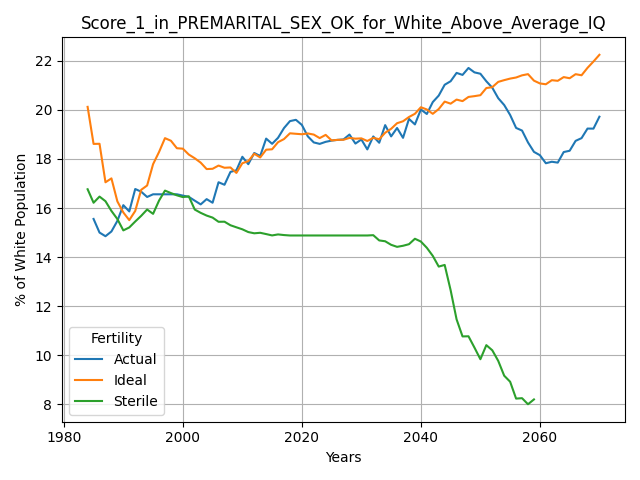 Score_1_in_PREMARITAL_SEX_OK_for_White_Above_Average_IQ
% of White Population
22
20
18
16
14
12
10
8
Fertility
Actual
Ideal
Sterile
1980 2000 2020 2040 2060
Years